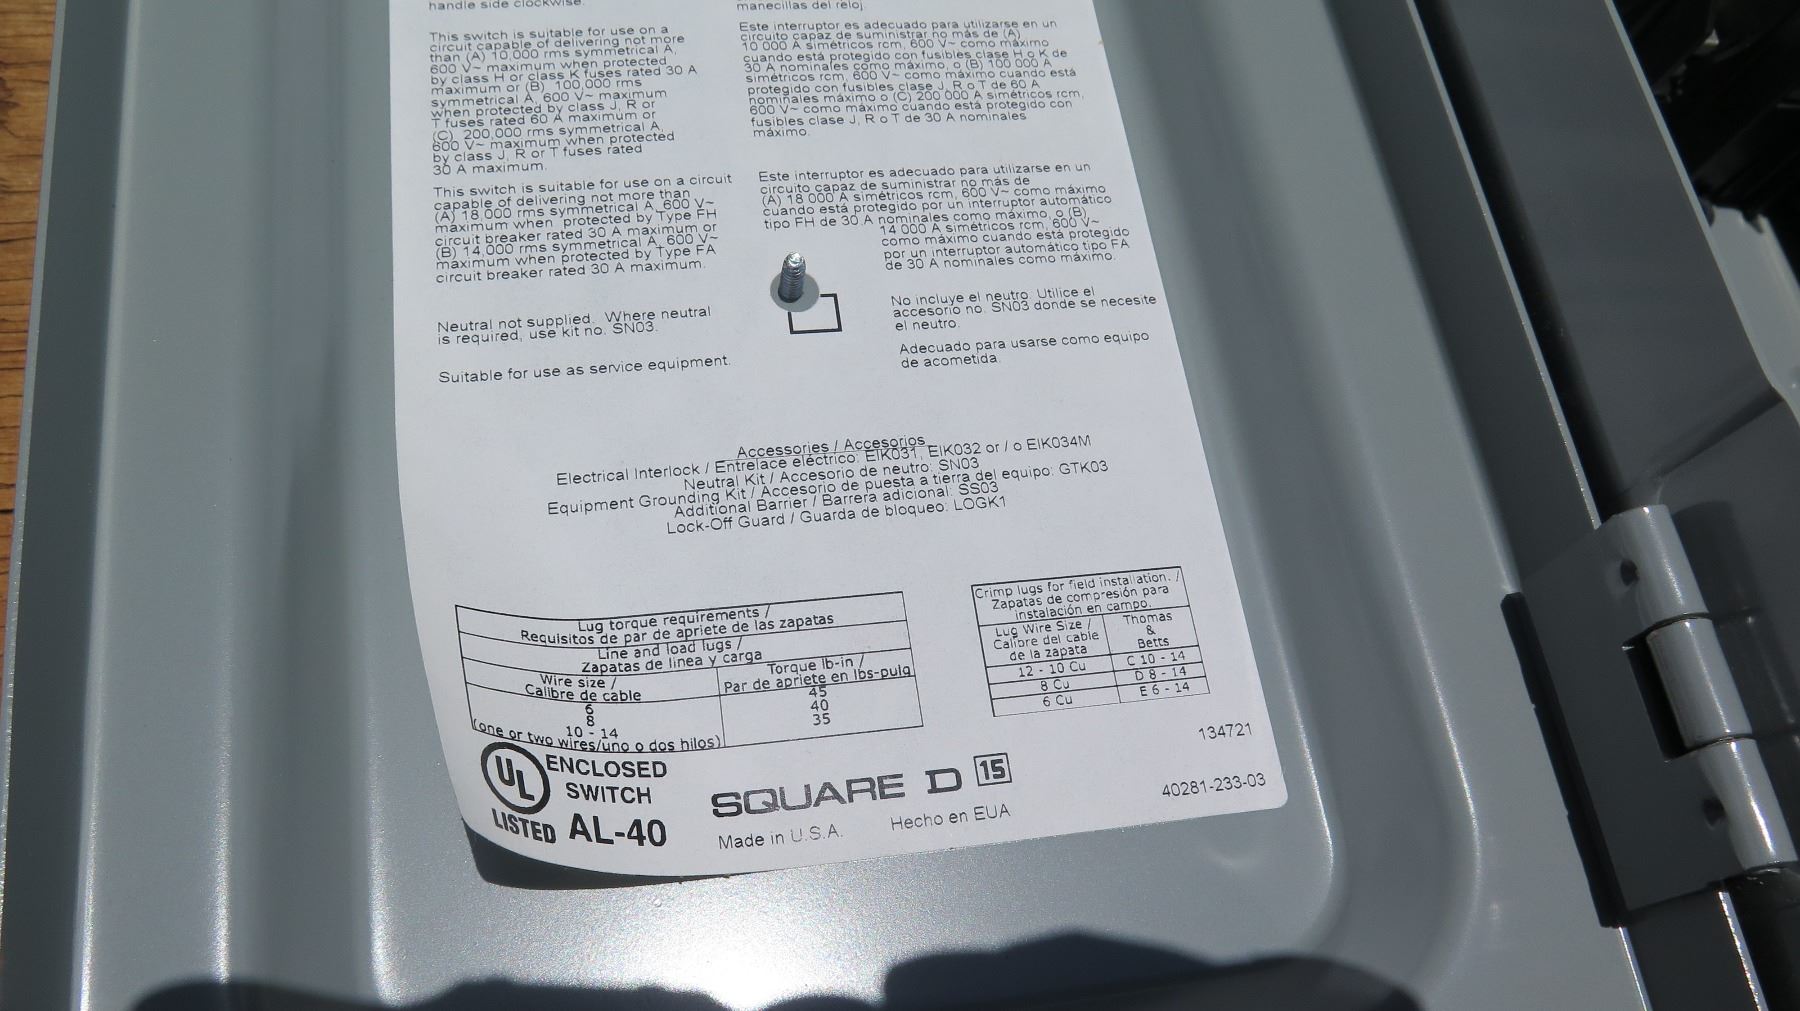 handle side clockwise.
This switch is suitable for use on a
circuit capable of delivering not more
than (A) 10,000 rms symmetrical A,
600 V~ maximum when protected
by class H or class K fuses rated 30 A
maximum or (B) 100,000 rms
symmetrical A, 600 V~ maximum
when protected by class J, R or
T fuses rated 60 A maximum or
(C) 200,000 rms symmetrical A,
600 V~ maximum when protected
by class J, R or T fuses rated
30 A maximum.
This switch is suitable for use on a circuit
capable of delivering not more than
(A) 18,000 rms symmetrical A, 600 V~
maximum when protected by Type FH
circuit breaker rated 30 A maximum or
(B) 14,000 rms symmetrical A, 600 V~
maximum when protected by Type FA
circuit breaker rated 30 A maximum.
Neutral not supplied. Where neutral
is required, use kit no. SN03.
Suitable for use as service equipment.
manecillas del reloj.
Este interruptor es adecuado para utilizarse en un
circuito capaz de suministrar no más de (A)
10 000 A simétricos rcm, 600 V~ como máximo
cuando está protegido con fusibles clase H o K de
30 A nominales como máximo, o (B) 100 000 A
simétricos rcm, 600 V~ como máximo cuando está
protegido con fusibles clase J, R o T de 60 A
nominales máximo o (C) 200 000 A simétricos rcm,
600 V~ como máximo cuando está protegido con
fusibles clase J, R o T de 30 A nominales
máximo.
Este interruptor es adecuado para utilizarse en un
circuito capaz de suministrar no más de
(A) 18 000 A simétricos rcm, 600 V~ como máximo
cuando está protegido por un interruptor automático
tipo FH de 30 A nominales como máximo, o (B)
14 000 A simétricos rcm, 600 V~
como máximo cuando está protegido
por un interruptor automático tipo FA
de 30 A nominales como máximo.
No incluye el neutro. Utilice el
accesorio no. SN03 donde se necesite
el neutro.
Adecuado para usarse como equipo
de acometida.
Accessories / Accesorios
Electrical Interlock / Entrelace eléctrico: EIK031, EIK032 or / o EIK034M
Neutral Kit / Accesorio de neutro: SN03
Equipment Grounding Kit / Accesorio de puesta a tierra del equipo: GTK03
Additional Barrier / Barrera adicional: SS03
Lock-Off Guard / Guarda de bloqueo: LOGK1
Lug torque requirements /
Requisitos de par de apriete de las zapatas
Line and load lugs /
Zapatas de linea y carga
Wire size /
Calibre de cable
Torque lb-in /
Par de apriete en lbs-pulg
6 45
8 40
10 - 14 35
(one or two wires/uno o dos hilos)
Crimp lugs for field installation. /
Zapatas de compresión para
instalación en campo.
Lug Wire Size /
Calibre del cable
de la zapata
Thomas
&
Betts
12 - 10 Cu C 10 - 14
8 Cu D 8 - 14
6 Cu E 6 - 14
134721
UL
LISTED
ENCLOSED
SWITCH
AL-40
SQUARE D 15
Made in U.S.A. Hecho en EUA
40281-233-03